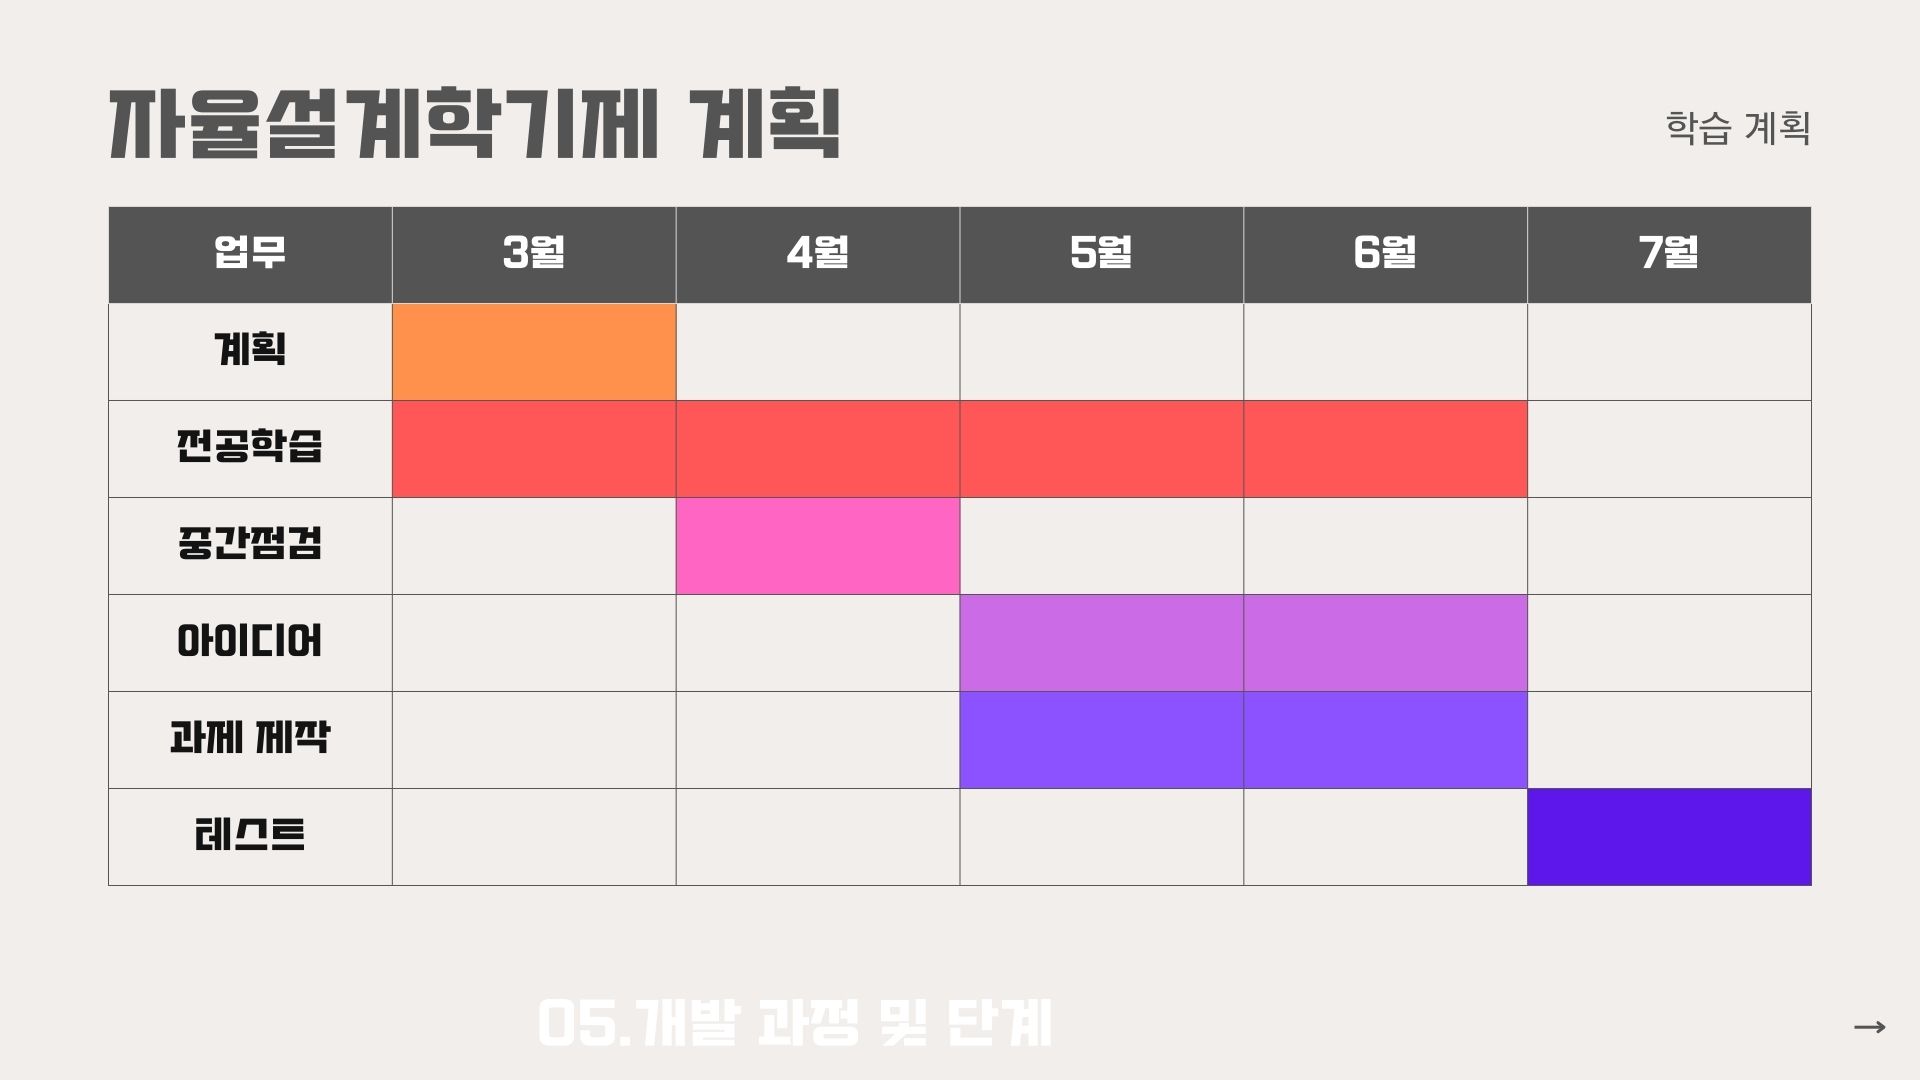 자율설계학기제 계획
학습 계획
업무 3월 4월 5월 6월 7월
계획
전공학습
중간점검
아이디어
과제 제작
테스트
05.개발 과정 및 단계
→